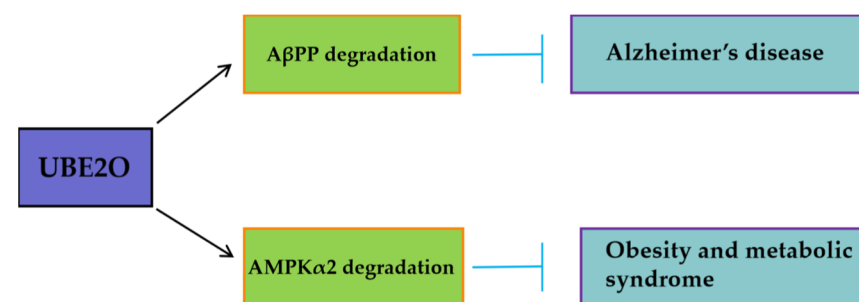 AβPP degradation
Alzheimer's disease
UBE2O
AMPKα2 degradation
Obesity and metabolic
syndrome